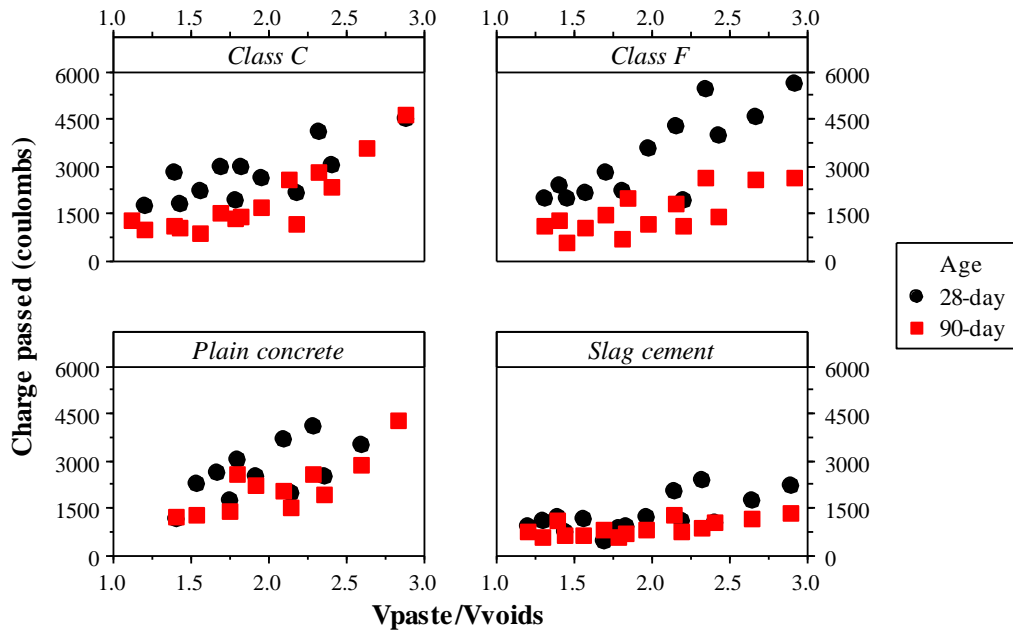 1.0 1.5 2.0 2.5 3.0 1.0 1.5 2.0 2.5 3.0
Class C Class F
6000 6000
4500 4500
3000 3000
1500 1500
0 0
Plain concrete Slag cement
6000 6000
4500 4500
3000 3000
1500 1500
0 0
1.0 1.5 2.0 2.5 3.0 1.0 1.5 2.0 2.5 3.0
Charge passed (coulombs)
Vpaste/Vvoids
Age
28-day
90-day